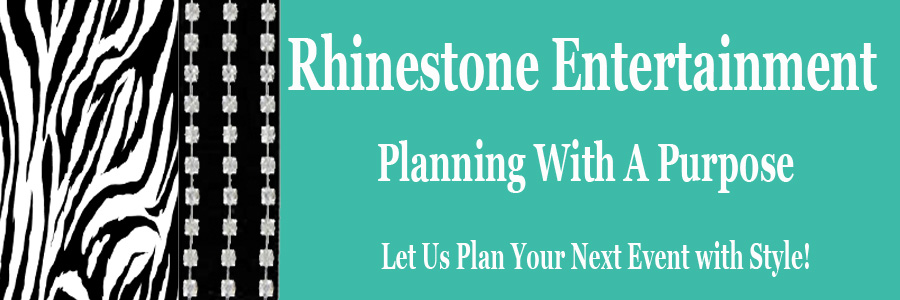 Rhinestone Entertainment
Planning With A Purpose
Let Us Plan Your Next Event with Style!